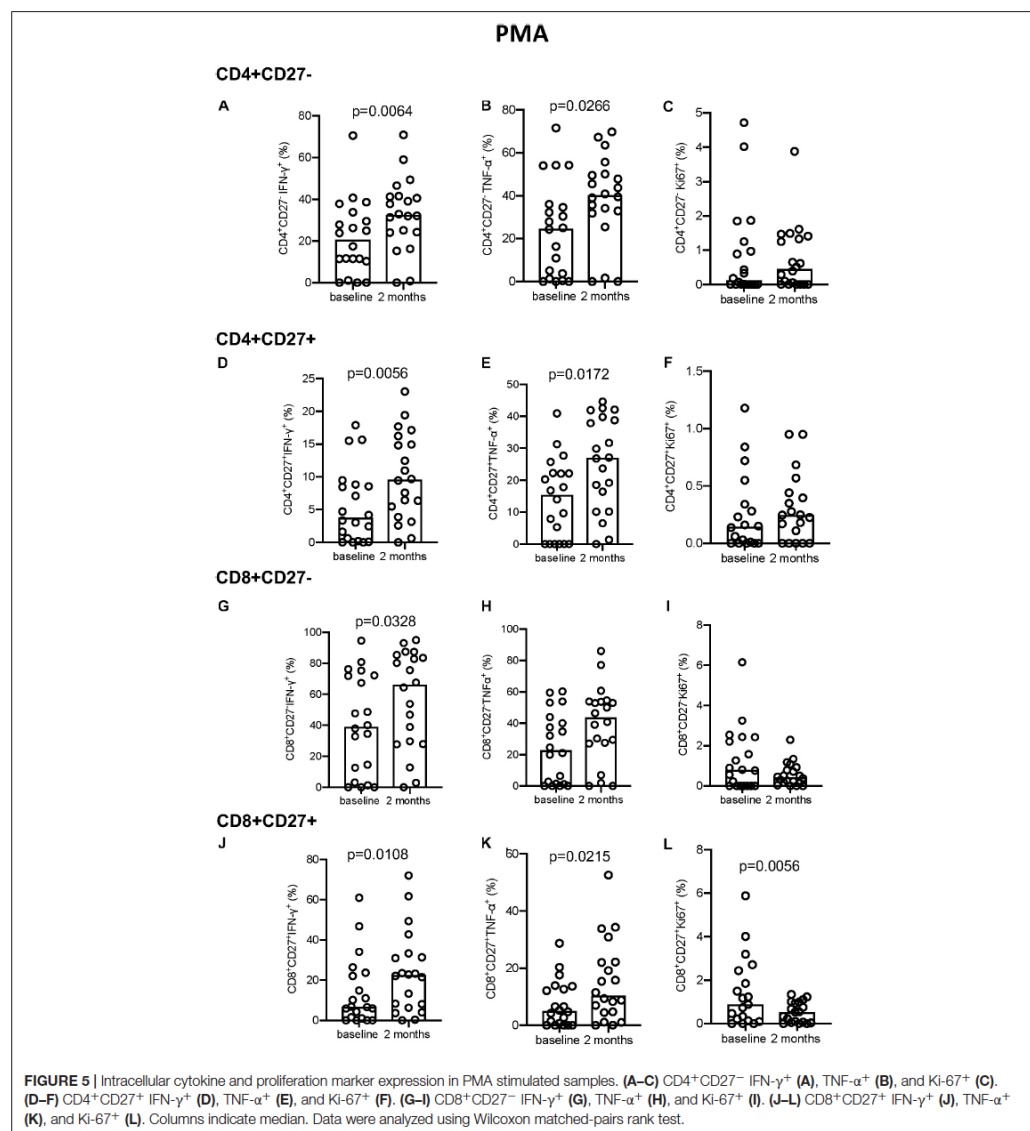 PMA
CD4+CD27-
A
B
C
p=0.0064
p=0.0266
CD4⁺CD27⁻IFN-γ⁺ (%)
80
60
40
20
0
baseline 2 months
CD4⁺CD27⁻TNF-α⁺ (%)
80
60
40
20
0
baseline 2 months
CD4⁺CD27⁻Ki67⁺ (%)
5
4
3
2
1
0
baseline 2 months
CD4+CD27+
D
E
F
p=0.0056
p=0.0172
CD4⁺CD27⁺IFN-γ⁺ (%)
25
20
15
10
5
0
baseline 2 months
CD4⁺CD27⁺TNF-α⁺ (%)
50
40
30
20
10
0
baseline 2 months
CD4⁺CD27⁺Ki67⁺ (%)
1.5
1.0
0.5
0.0
baseline 2 months
CD8+CD27-
G
H
I
p=0.0328
CD8⁺CD27⁻IFN-γ⁺ (%)
100
80
60
40
20
0
baseline 2 months
CD8⁺CD27⁻TNFα⁺ (%)
100
80
60
40
20
0
baseline 2 months
CD8⁺CD27⁻Ki67⁺ (%)
8
6
4
2
0
baseline 2 months
CD8+CD27+
J
K
L
p=0.0108
p=0.0215
p=0.0056
CD8⁺CD27⁺IFN-γ⁺ (%)
80
60
40
20
0
baseline 2 months
CD8⁺CD27⁺TNF-α⁺ (%)
60
40
20
0
baseline 2 months
CD8⁺CD27⁺Ki67⁺ (%)
8
6
4
2
0
baseline 2 months
FIGURE 5 | Intracellular cytokine and proliferation marker expression in PMA stimulated samples. (A–C) CD4⁺CD27⁻ IFN-γ⁺ (A), TNF-α⁺ (B), and Ki-67⁺ (C).
(D–F) CD4⁺CD27⁺ IFN-γ⁺ (D), TNF-α⁺ (E), and Ki-67⁺ (F). (G–I) CD8⁺CD27⁻ IFN-γ⁺ (G), TNF-α⁺ (H), and Ki-67⁺ (I). (J–L) CD8⁺CD27⁺ IFN-γ⁺ (J), TNF-α⁺
(K), and Ki-67⁺ (L). Columns indicate median. Data were analyzed using Wilcoxon matched-pairs rank test.